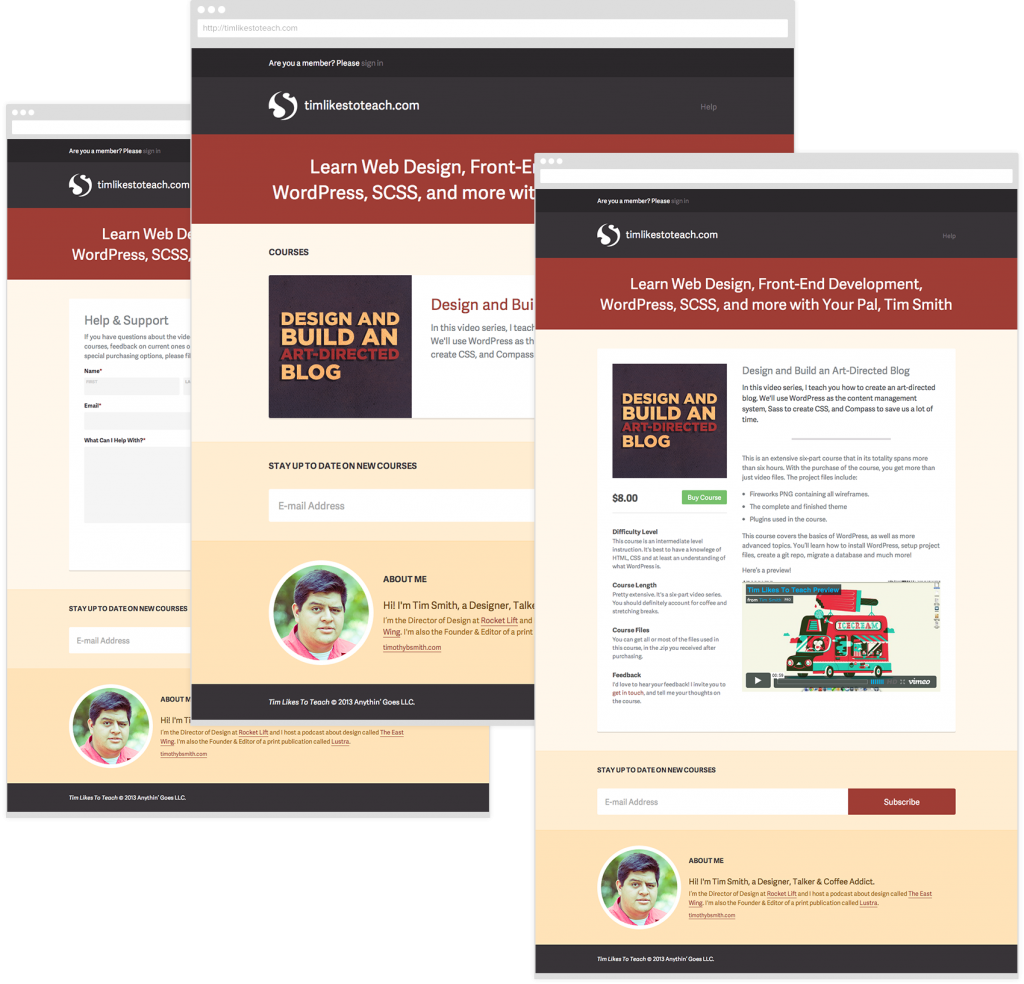 http://timlikestoteach.com
Are you a member? Please sign in
timlikestoteach.com
Help
Learn Web Design, Front-E
WordPress, SCSS, and more wit
COURSES
DESIGN AND
BUILD AN
ART-DIRECTED
BLOG
Design and Bui
In this video series, I teach
We'll use WordPress as the
create CSS, and Compass
STAY UP TO DATE ON NEW COURSES
E-mail Address
ABOUT ME
Hi! I'm Tim Smith, a Designer, Talke
I'm the Director of Design at Rocket Lift and
Wing. I'm also the Founder & Editor of a print
timothybsmith.com
Tim Likes To Teach © 2013 Anythin' Goes LLC.
Are you a member? Please sign in
timlikestoteach.com
Learn Web De
WordPress, SCSS,
Help & Support
If you have questions about the vide
courses, feedback on current ones o
special purchasing options, please fil
Name*
FIRST
LA
Email*
What Can I Help With?*
STAY UP TO DATE ON NEW COURSES
E-mail Address
ABOUT M
Hi! I'm T
I'm the Director of Design at Rocket Lift and I host a podcast about design called The East
Wing. I'm also the Founder & Editor of a print publication called Lustra.
timothybsmith.com
Tim Likes To Teach © 2013 Anythin' Goes LLC.
Are you a member? Please sign in
timlikestoteach.com
Help
Learn Web Design, Front-End Development,
WordPress, SCSS, and more with Your Pal, Tim Smith
DESIGN AND
BUILD AN
ART-DIRECTED
BLOG
$8.00
Buy Course
Difficulty Level
This course is an intermediate level
instruction. It's best to have a knowlege of
HTML, CSS and at least an understanding of
what WordPress is.
Course Length
Pretty extensive. It's a six-part video series.
You should definitely account for coffee and
stretching breaks.
Course Files
You can get all or most of the files used in
this course, in the .zip you received after
purchasing.
Feedback
I'd love to hear your feedback! I invite you to
get in touch, and tell me your thoughts on
the course.
Design and Build an Art-Directed Blog
In this video series, I teach you how to create an art-directed
blog. We'll use WordPress as the content management
system, Sass to create CSS, and Compass to save us a lot of
time.
This is an extensive six-part course that in its totality spans more
than six hours. With the purchase of the course, you get more than
just video files. The project files include:
• Fireworks PNG containing all wireframes.
• The complete and finished theme
• Plugins used in the course.
This course covers the basics of WordPress, as well as more
advanced topics. You'll learn how to install WordPress, setup project
files, create a git repo, migrate a database and much more!
Here's a preview!
Tim Likes To Teach Preview
from Tim Smith
ICECREAM
HD
vimeo
STAY UP TO DATE ON NEW COURSES
E-mail Address
Subscribe
ABOUT ME
Hi! I'm Tim Smith, a Designer, Talker & Coffee Addict.
I'm the Director of Design at Rocket Lift and I host a podcast about design called The East
Wing. I'm also the Founder & Editor of a print publication called Lustra.
timothybsmith.com
Tim Likes To Teach © 2013 Anythin' Goes LLC.